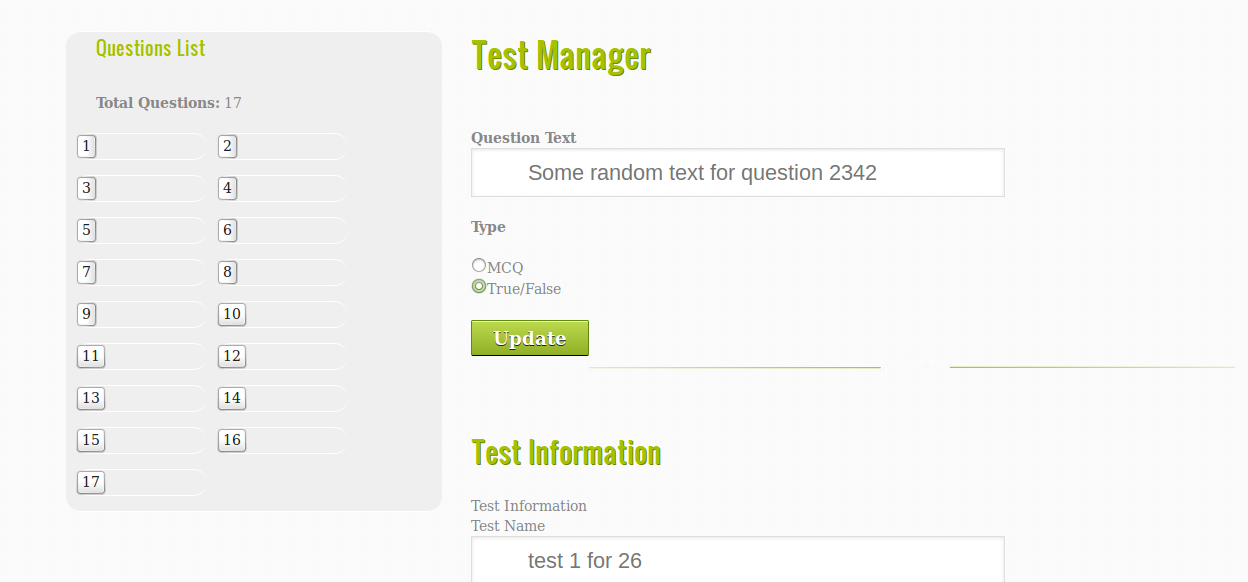 Questions List
Total Questions: 17
1 2
3 4
5 6
7 8
9 10
11 12
13 14
15 16
17
Test Manager
Question Text
Some random text for question 2342
Type
MCQ
True/False
Update
Test Information
Test Information
Test Name
test 1 for 26